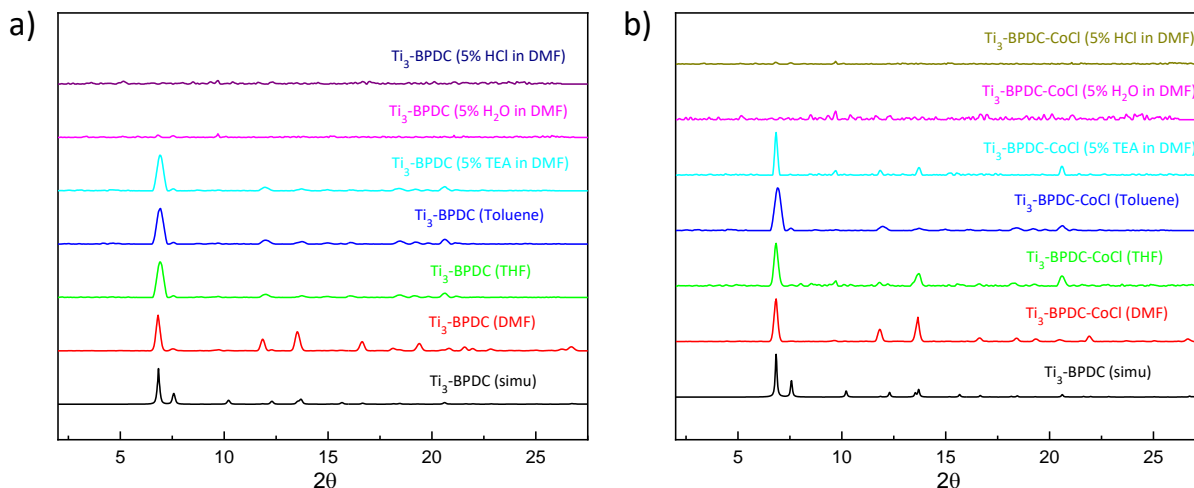 a)
Ti3-BPDC (5% HCl in DMF)
Ti3-BPDC (5% H2O in DMF)
Ti3-BPDC (5% TEA in DMF)
Ti3-BPDC (Toluene)
Ti3-BPDC (THF)
Ti3-BPDC (DMF)
Ti3-BPDC (simu)
5 10 15 20 25
2θ
b)
Ti3-BPDC-CoCl (5% HCl in DMF)
Ti3-BPDC-CoCl (5% H2O in DMF)
Ti3-BPDC-CoCl (5% TEA in DMF)
Ti3-BPDC-CoCl (Toluene)
Ti3-BPDC-CoCl (THF)
Ti3-BPDC-CoCl (DMF)
Ti3-BPDC (simu)
5 10 15 20 25
2θ